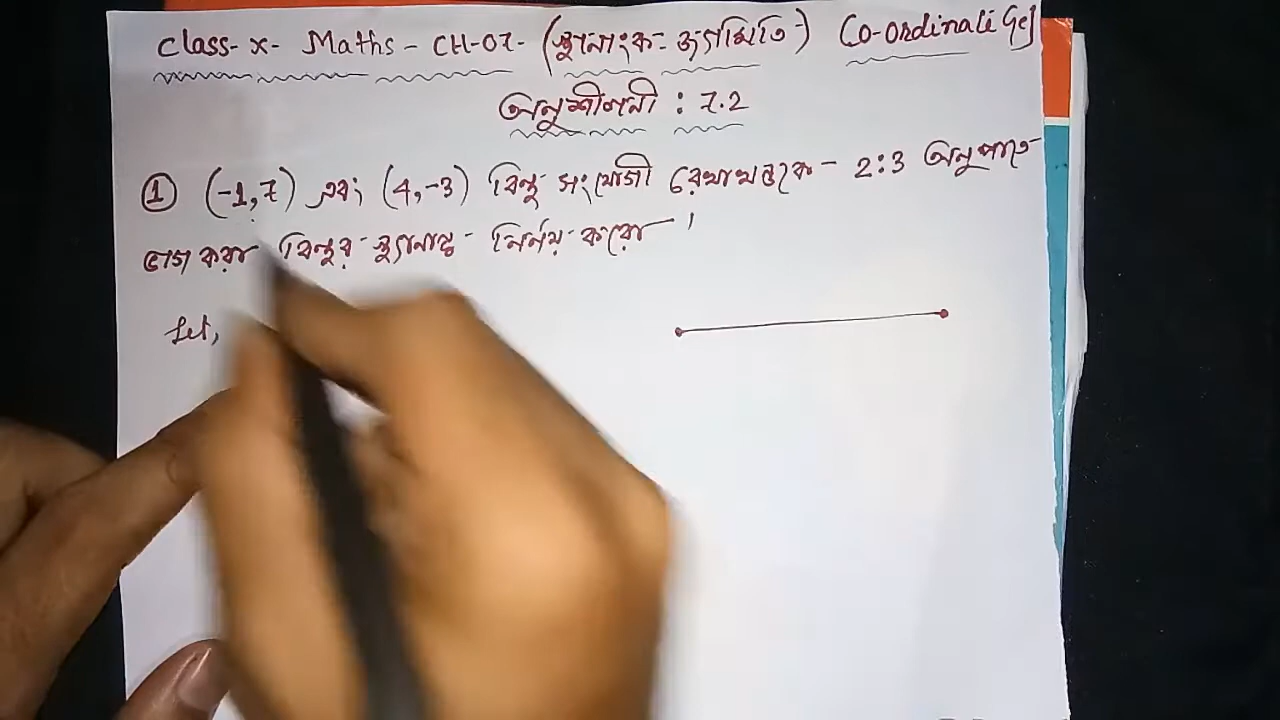 Class-x- Maths - CH-07- (স্থানাংক- জ্যামিতি) Co-ordinate Ge
অনুশীলনী : 7.2
① (-1,7) এবং (4,-3) বিন্দু সংযোগী রেখাখণ্ডকে - 2:3 অনুপাতে
ভাগ করা বিন্দুর স্থানাঙ্ক নির্ণয় করো ।
Let,